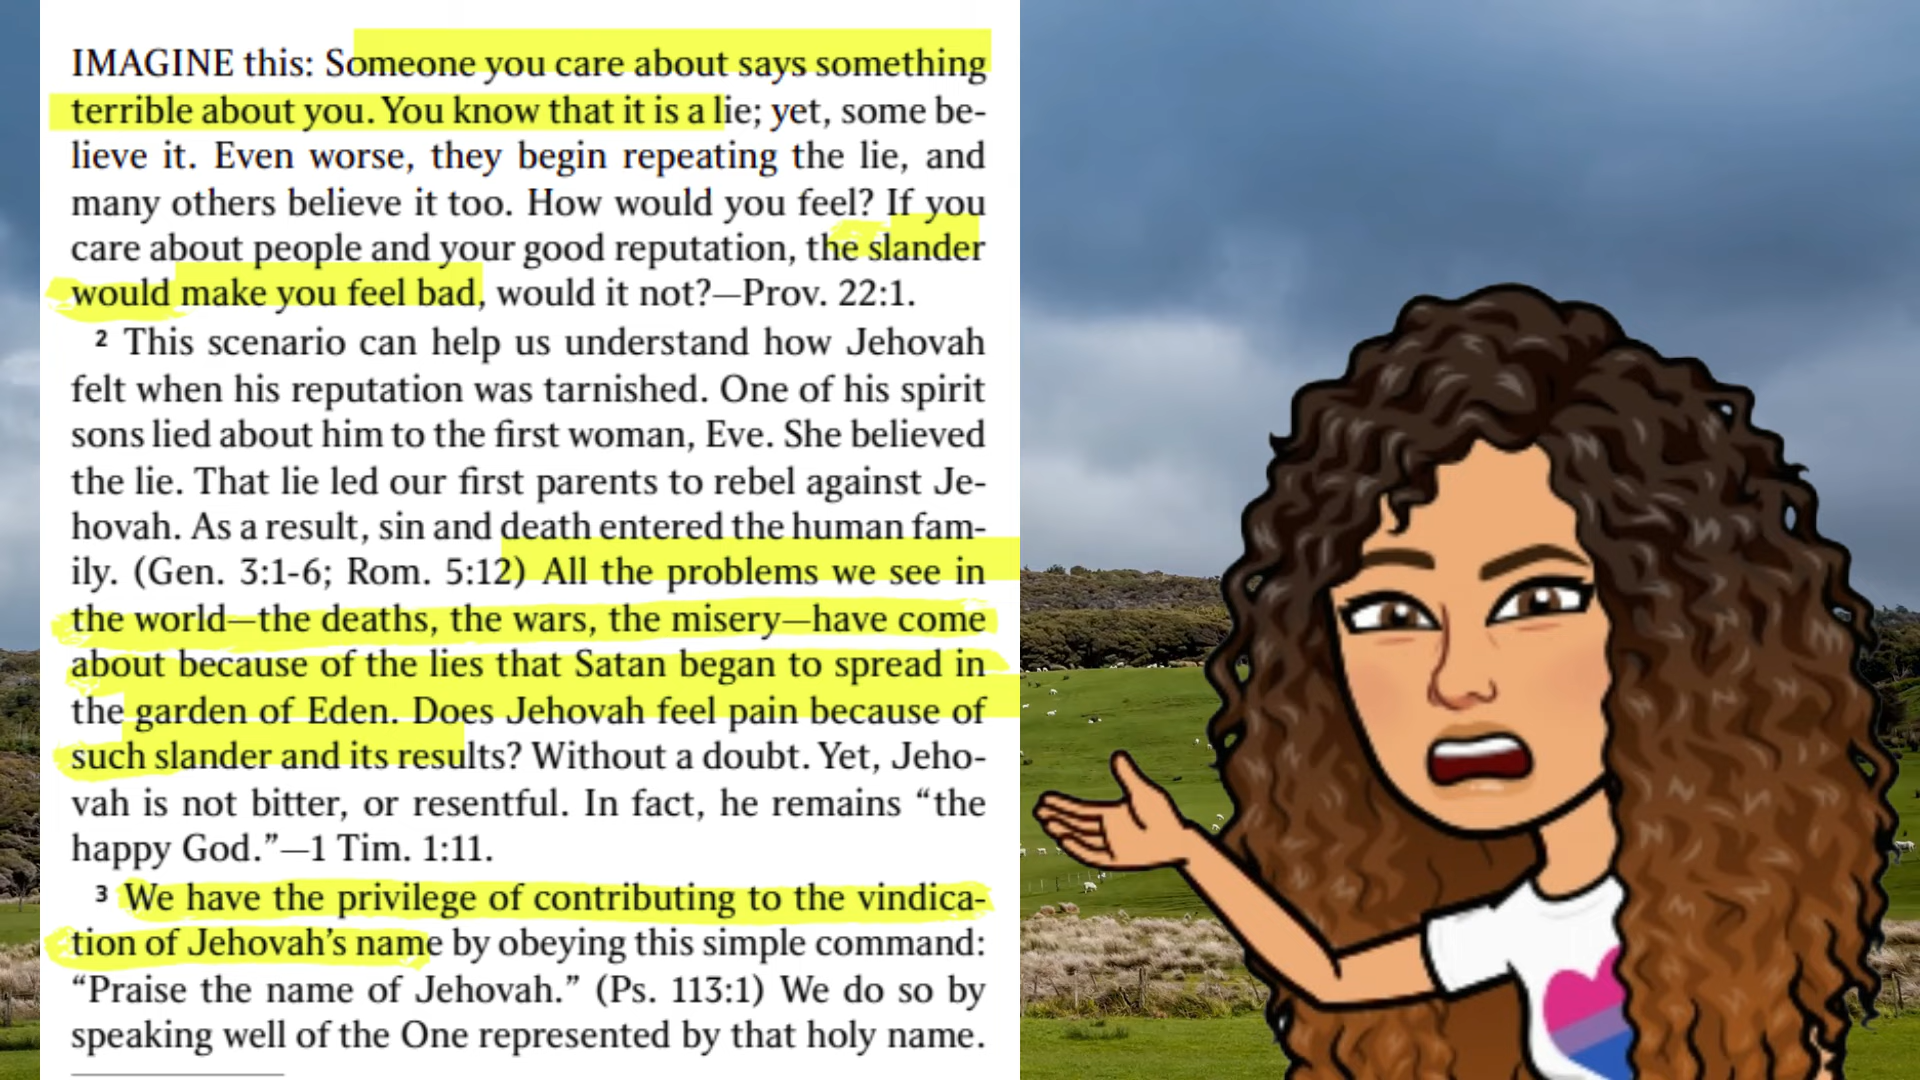 IMAGINE this: Someone you care about says something
terrible about you. You know that it is a lie; yet, some be-
lieve it. Even worse, they begin repeating the lie, and
many others believe it too. How would you feel? If you
care about people and your good reputation, the slander
would make you feel bad, would it not?—Prov. 22:1.
2 This scenario can help us understand how Jehovah
felt when his reputation was tarnished. One of his spirit
sons lied about him to the first woman, Eve. She believed
the lie. That lie led our first parents to rebel against Je-
hovah. As a result, sin and death entered the human fam-
ily. (Gen. 3:1-6; Rom. 5:12) All the problems we see in
the world—the deaths, the wars, the misery—have come
about because of the lies that Satan began to spread in
the garden of Eden. Does Jehovah feel pain because of
such slander and its results? Without a doubt. Yet, Jeho-
vah is not bitter, or resentful. In fact, he remains “the
happy God.”—1 Tim. 1:11.
3 We have the privilege of contributing to the vindica-
tion of Jehovah’s name by obeying this simple command:
“Praise the name of Jehovah.” (Ps. 113:1) We do so by
speaking well of the One represented by that holy name.